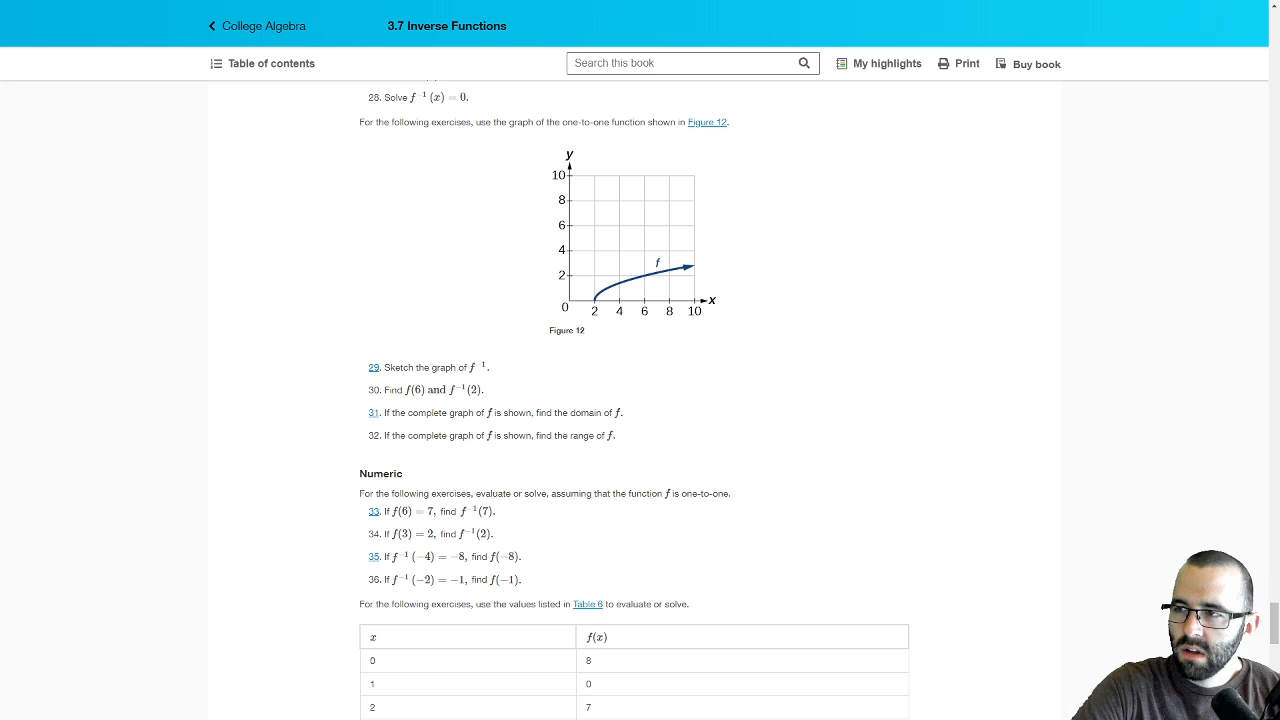 College Algebra 3.7 Inverse Functions
Table of contents Search this book My highlights Print Buy book
28. Solve f⁻¹(x) = 0.
For the following exercises, use the graph of the one-to-one function shown in Figure 12.
y
10
8
6
4
f
2
x
0 2 4 6 8 10
Figure 12
29. Sketch the graph of f⁻¹.
30. Find f(6) and f⁻¹(2).
31. If the complete graph of f is shown, find the domain of f.
32. If the complete graph of f is shown, find the range of f.
Numeric
For the following exercises, evaluate or solve, assuming that the function f is one-to-one.
33. If f(6) = 7, find f⁻¹(7).
34. If f(3) = 2, find f⁻¹(2).
35. If f⁻¹(−4) = −8, find f(−8).
36. If f⁻¹(−2) = −1, find f(−1).
For the following exercises, use the values listed in Table 6 to evaluate or solve.
x f(x)
0 8
1 0
2 7